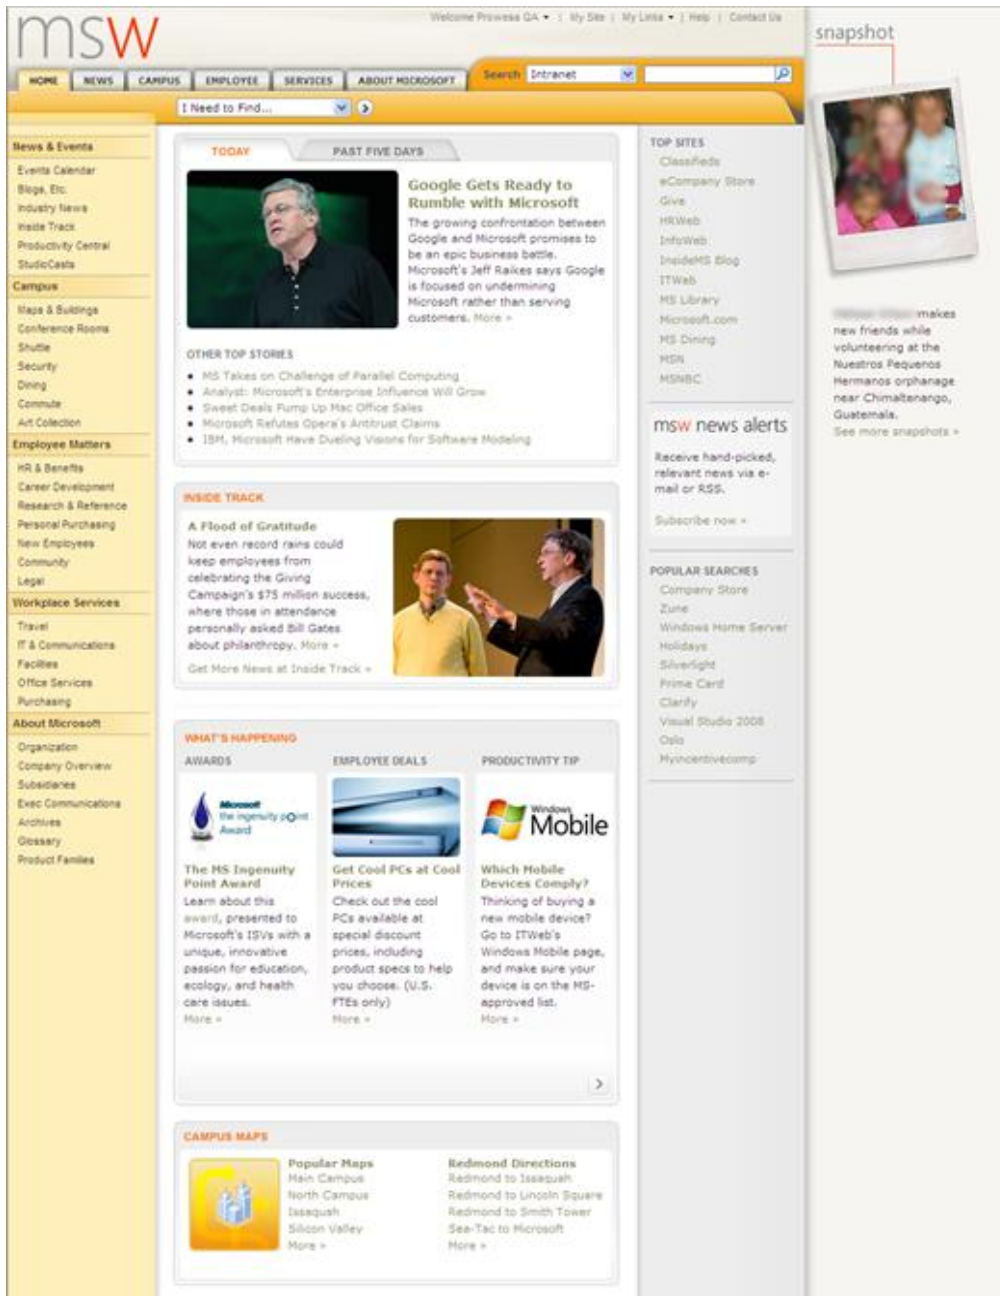 msw
Welcome Prowess QA | My Site | My Links | Help | Contact Us
HOME NEWS CAMPUS EMPLOYEE SERVICES ABOUT MICROSOFT
Search Intranet
I Need to Find...
News & Events
Events Calendar
Blogs, Etc.
Industry News
Inside Track
Productivity Central
StudioCasts
Campus
Maps & Buildings
Conference Rooms
Shuttle
Security
Dining
Commute
Art Collection
Employee Matters
HR & Benefits
Career Development
Research & Reference
Personal Purchasing
New Employees
Community
Legal
Workplace Services
Travel
IT & Communications
Facilities
Office Services
Purchasing
About Microsoft
Organization
Company Overview
Subsidiaries
Exec Communications
Archives
Glossary
Product Families
TODAY PAST FIVE DAYS
Google Gets Ready to
Rumble with Microsoft
The growing confrontation between
Google and Microsoft promises to
be an epic business battle.
Microsoft's Jeff Raikes says Google
is focused on undermining
Microsoft rather than serving
customers. More »
OTHER TOP STORIES
• MS Takes on Challenge of Parallel Computing
• Analyst: Microsoft's Enterprise Influence Will Grow
• Sweet Deals Pump Up Mac Office Sales
• Microsoft Refutes Opera's Antitrust Claims
• IBM, Microsoft Have Dueling Visions for Software Modeling
INSIDE TRACK
A Flood of Gratitude
Not even record rains could
keep employees from
celebrating the Giving
Campaign's $75 million success,
where those in attendance
personally asked Bill Gates
about philanthropy. More »
Get More News at Inside Track »
WHAT'S HAPPENING
AWARDS
Microsoft
the ingenuity point
Award
The MS Ingenuity
Point Award
Learn about this
award, presented to
Microsoft's ISVs with a
unique, innovative
passion for education,
ecology, and health
care issues.
More »
EMPLOYEE DEALS
Get Cool PCs at Cool
Prices
Check out the cool
PCs available at
special discount
prices, including
product specs to help
you choose. (U.S.
FTEs only)
More »
PRODUCTIVITY TIP
Windows
Mobile
Which Mobile
Devices Comply?
Thinking of buying a
new mobile device?
Go to ITWeb's
Windows Mobile page,
and make sure your
device is on the MS-
approved list.
More »
CAMPUS MAPS
Popular Maps
Main Campus
North Campus
Issaquah
Silicon Valley
More »
Redmond Directions
Redmond to Issaquah
Redmond to Lincoln Square
Redmond to Smith Tower
Sea-Tac to Microsoft
More »
TOP SITES
Classifieds
eCompany Store
Give
HRWeb
InfoWeb
InsideMS Blog
ITWeb
MS Library
Microsoft.com
MS Dining
MSN
MSNBC
msw news alerts
Receive hand-picked,
relevant news via e-
mail or RSS.
Subscribe now »
POPULAR SEARCHES
Company Store
Zune
Windows Home Server
Holidays
Silverlight
Prime Card
Clarify
Visual Studio 2008
Oslo
Myincentivecomp
snapshot
makes
new friends while
volunteering at the
Nuestros Pequenos
Hermanos orphanage
near Chimaltenango,
Guatemala.
See more snapshots »